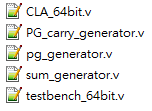 CLA_64bit.v
PG_carry_generator.v
pg_generator.v
sum_generator.v
testbench_64bit.v